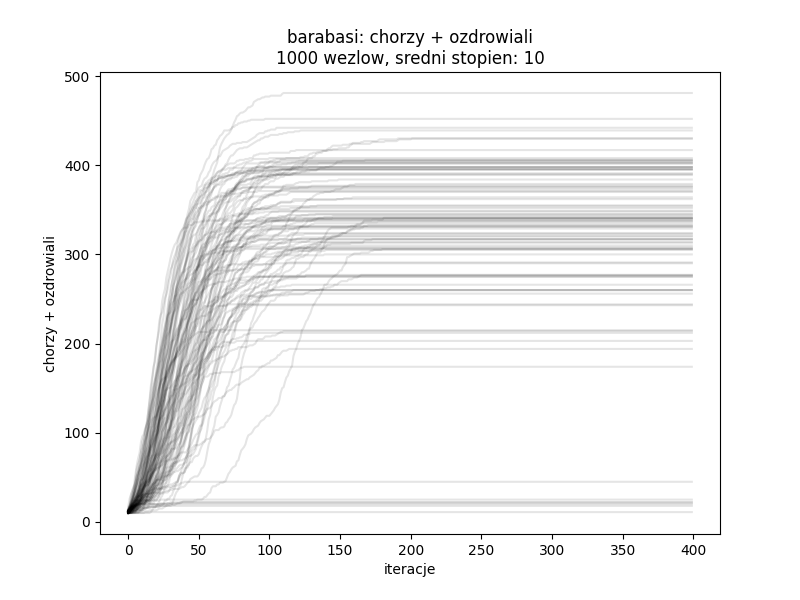 barabasi: chorzy + ozdrowiali
1000 wezlow, sredni stopien: 10
500
400
300
200
100
0
chorzy + ozdrowiali
0 50 100 150 200 250 300 350 400
iteracje